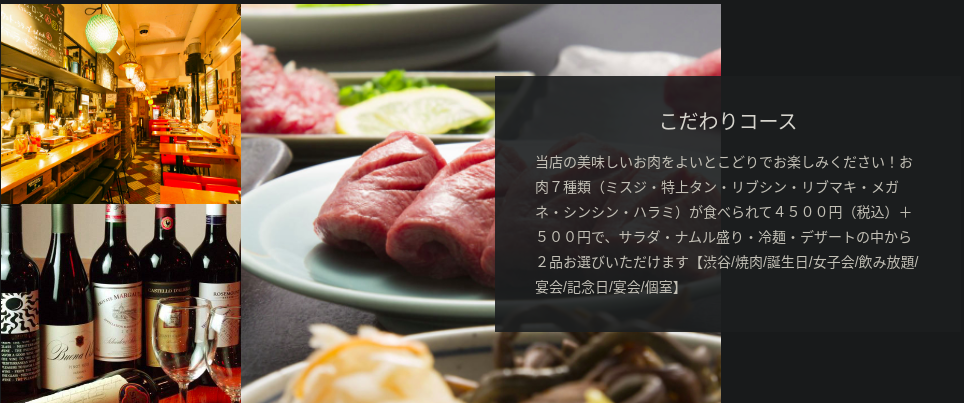 こだわりコース
当店の美味しいお肉をよいとこどりでお楽しみください！お
肉７種類（ミスジ・特上タン・リブシン・リブマキ・メガ
ネ・シンシン・ハラミ）が食べられて４５００円（税込）＋
５００円で、サラダ・ナムル盛り・冷麺・デザートの中から
２品お選びいただけます【渋谷/焼肉/誕生日/女子会/飲み放題/
宴会/記念日/宴会/個室】
MARGAUX
CASTELLO D'ALBOLA
Buena